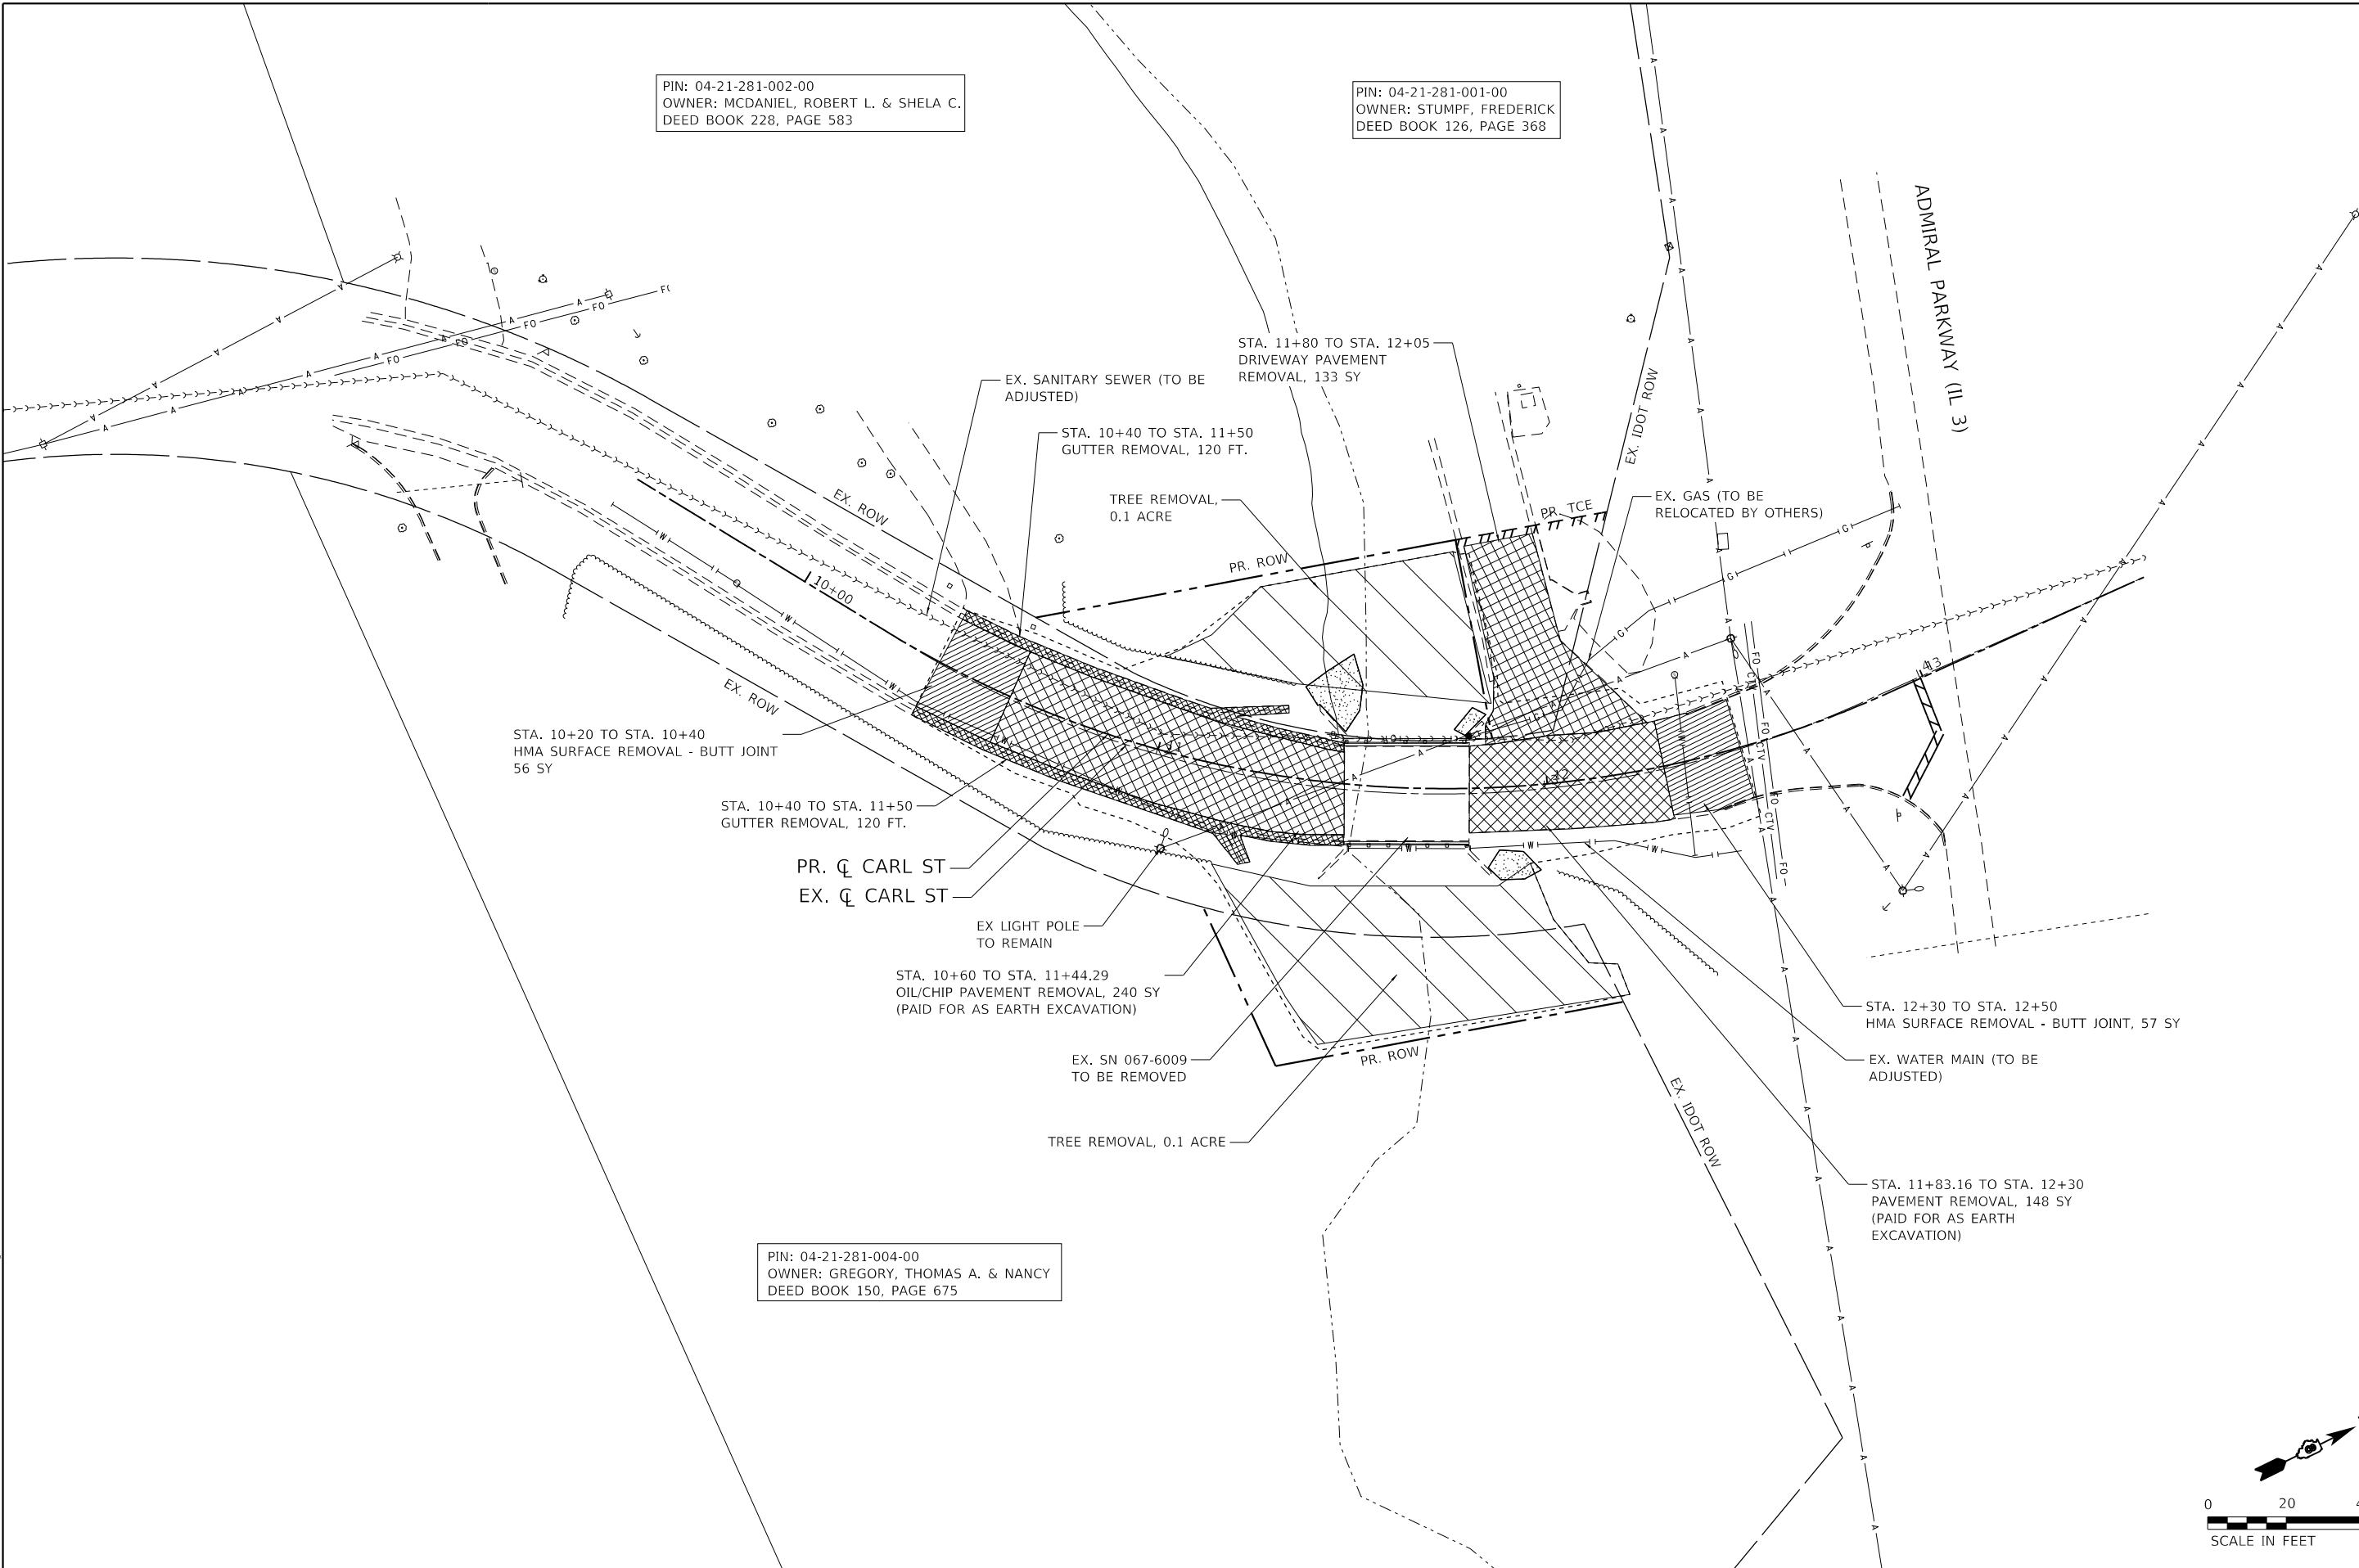 PIN: 04-21-281-002-00
OWNER: MCDANIEL, ROBERT L. & SHELA C.
DEED BOOK 228, PAGE 583
PIN: 04-21-281-001-00
OWNER: STUMPF, FREDERICK
DEED BOOK 126, PAGE 368
ADMIRAL PARKWAY (IL 3)
STA. 11+80 TO STA. 12+05
DRIVEWAY PAVEMENT
REMOVAL, 133 SY
EX. SANITARY SEWER (TO BE
ADJUSTED)
STA. 10+40 TO STA. 11+50
GUTTER REMOVAL, 120 FT.
TREE REMOVAL,
0.1 ACRE
EX. IDOT ROW
EX. GAS (TO BE
RELOCATED BY OTHERS)
EX. ROW
PR. TCE
PR. ROW
10+00
EX. ROW
STA. 10+20 TO STA. 10+40
HMA SURFACE REMOVAL - BUTT JOINT
56 SY
STA. 10+40 TO STA. 11+50
GUTTER REMOVAL, 120 FT.
PR. ℄ CARL ST
EX. ℄ CARL ST
EX LIGHT POLE
TO REMAIN
STA. 10+60 TO STA. 11+44.29
OIL/CHIP PAVEMENT REMOVAL, 240 SY
(PAID FOR AS EARTH EXCAVATION)
EX. SN 067-6009
TO BE REMOVED
PR. ROW
TREE REMOVAL, 0.1 ACRE
STA. 12+30 TO STA. 12+50
HMA SURFACE REMOVAL - BUTT JOINT, 57 SY
EX. WATER MAIN (TO BE
ADJUSTED)
EX. IDOT ROW
STA. 11+83.16 TO STA. 12+30
PAVEMENT REMOVAL, 148 SY
(PAID FOR AS EARTH
EXCAVATION)
PIN: 04-21-281-004-00
OWNER: GREGORY, THOMAS A. & NANCY
DEED BOOK 150, PAGE 675
0 20
SCALE IN FEET